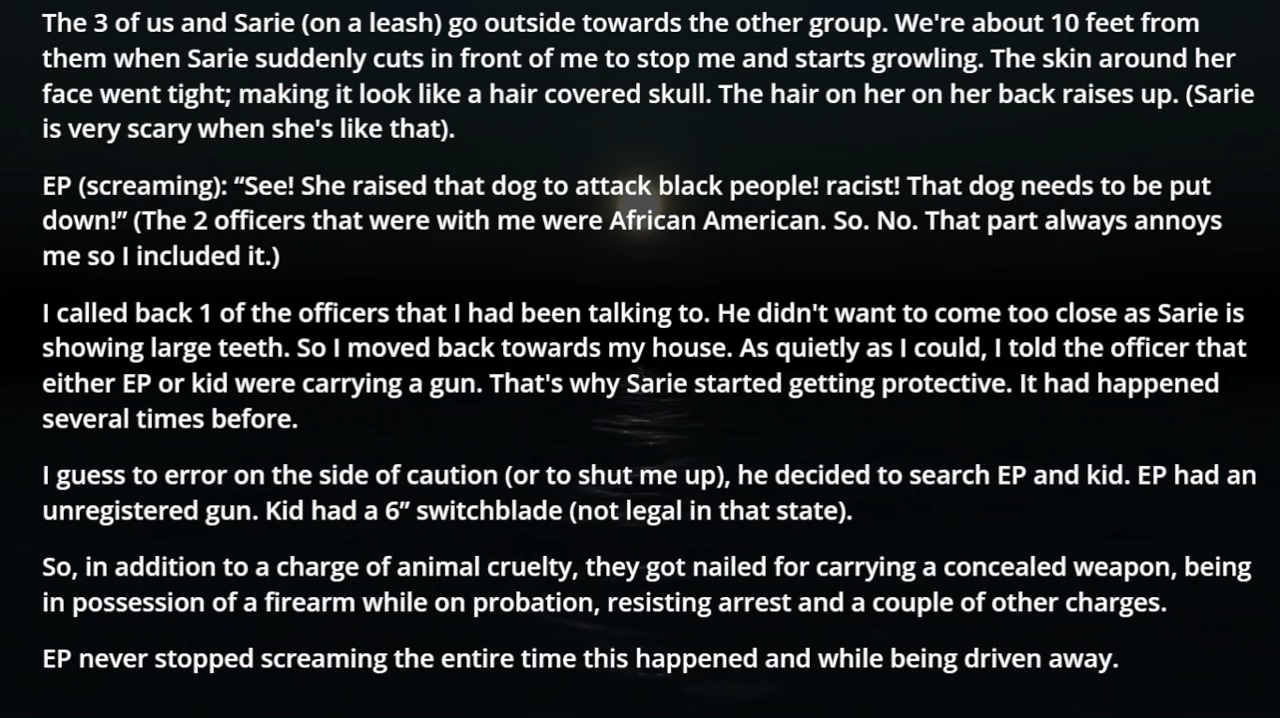 The 3 of us and Sarie (on a leash) go outside towards the other group. We're about 10 feet from
them when Sarie suddenly cuts in front of me to stop me and starts growling. The skin around her
face went tight; making it look like a hair covered skull. The hair on her on her back raises up. (Sarie
is very scary when she's like that).
EP (screaming): “See! She raised that dog to attack black people! racist! That dog needs to be put
down!” (The 2 officers that were with me were African American. So. No. That part always annoys
me so I included it.)
I called back 1 of the officers that I had been talking to. He didn't want to come too close as Sarie is
showing large teeth. So I moved back towards my house. As quietly as I could, I told the officer that
either EP or kid were carrying a gun. That's why Sarie started getting protective. It had happened
several times before.
I guess to error on the side of caution (or to shut me up), he decided to search EP and kid. EP had an
unregistered gun. Kid had a 6” switchblade (not legal in that state).
So, in addition to a charge of animal cruelty, they got nailed for carrying a concealed weapon, being
in possession of a firearm while on probation, resisting arrest and a couple of other charges.
EP never stopped screaming the entire time this happened and while being driven away.